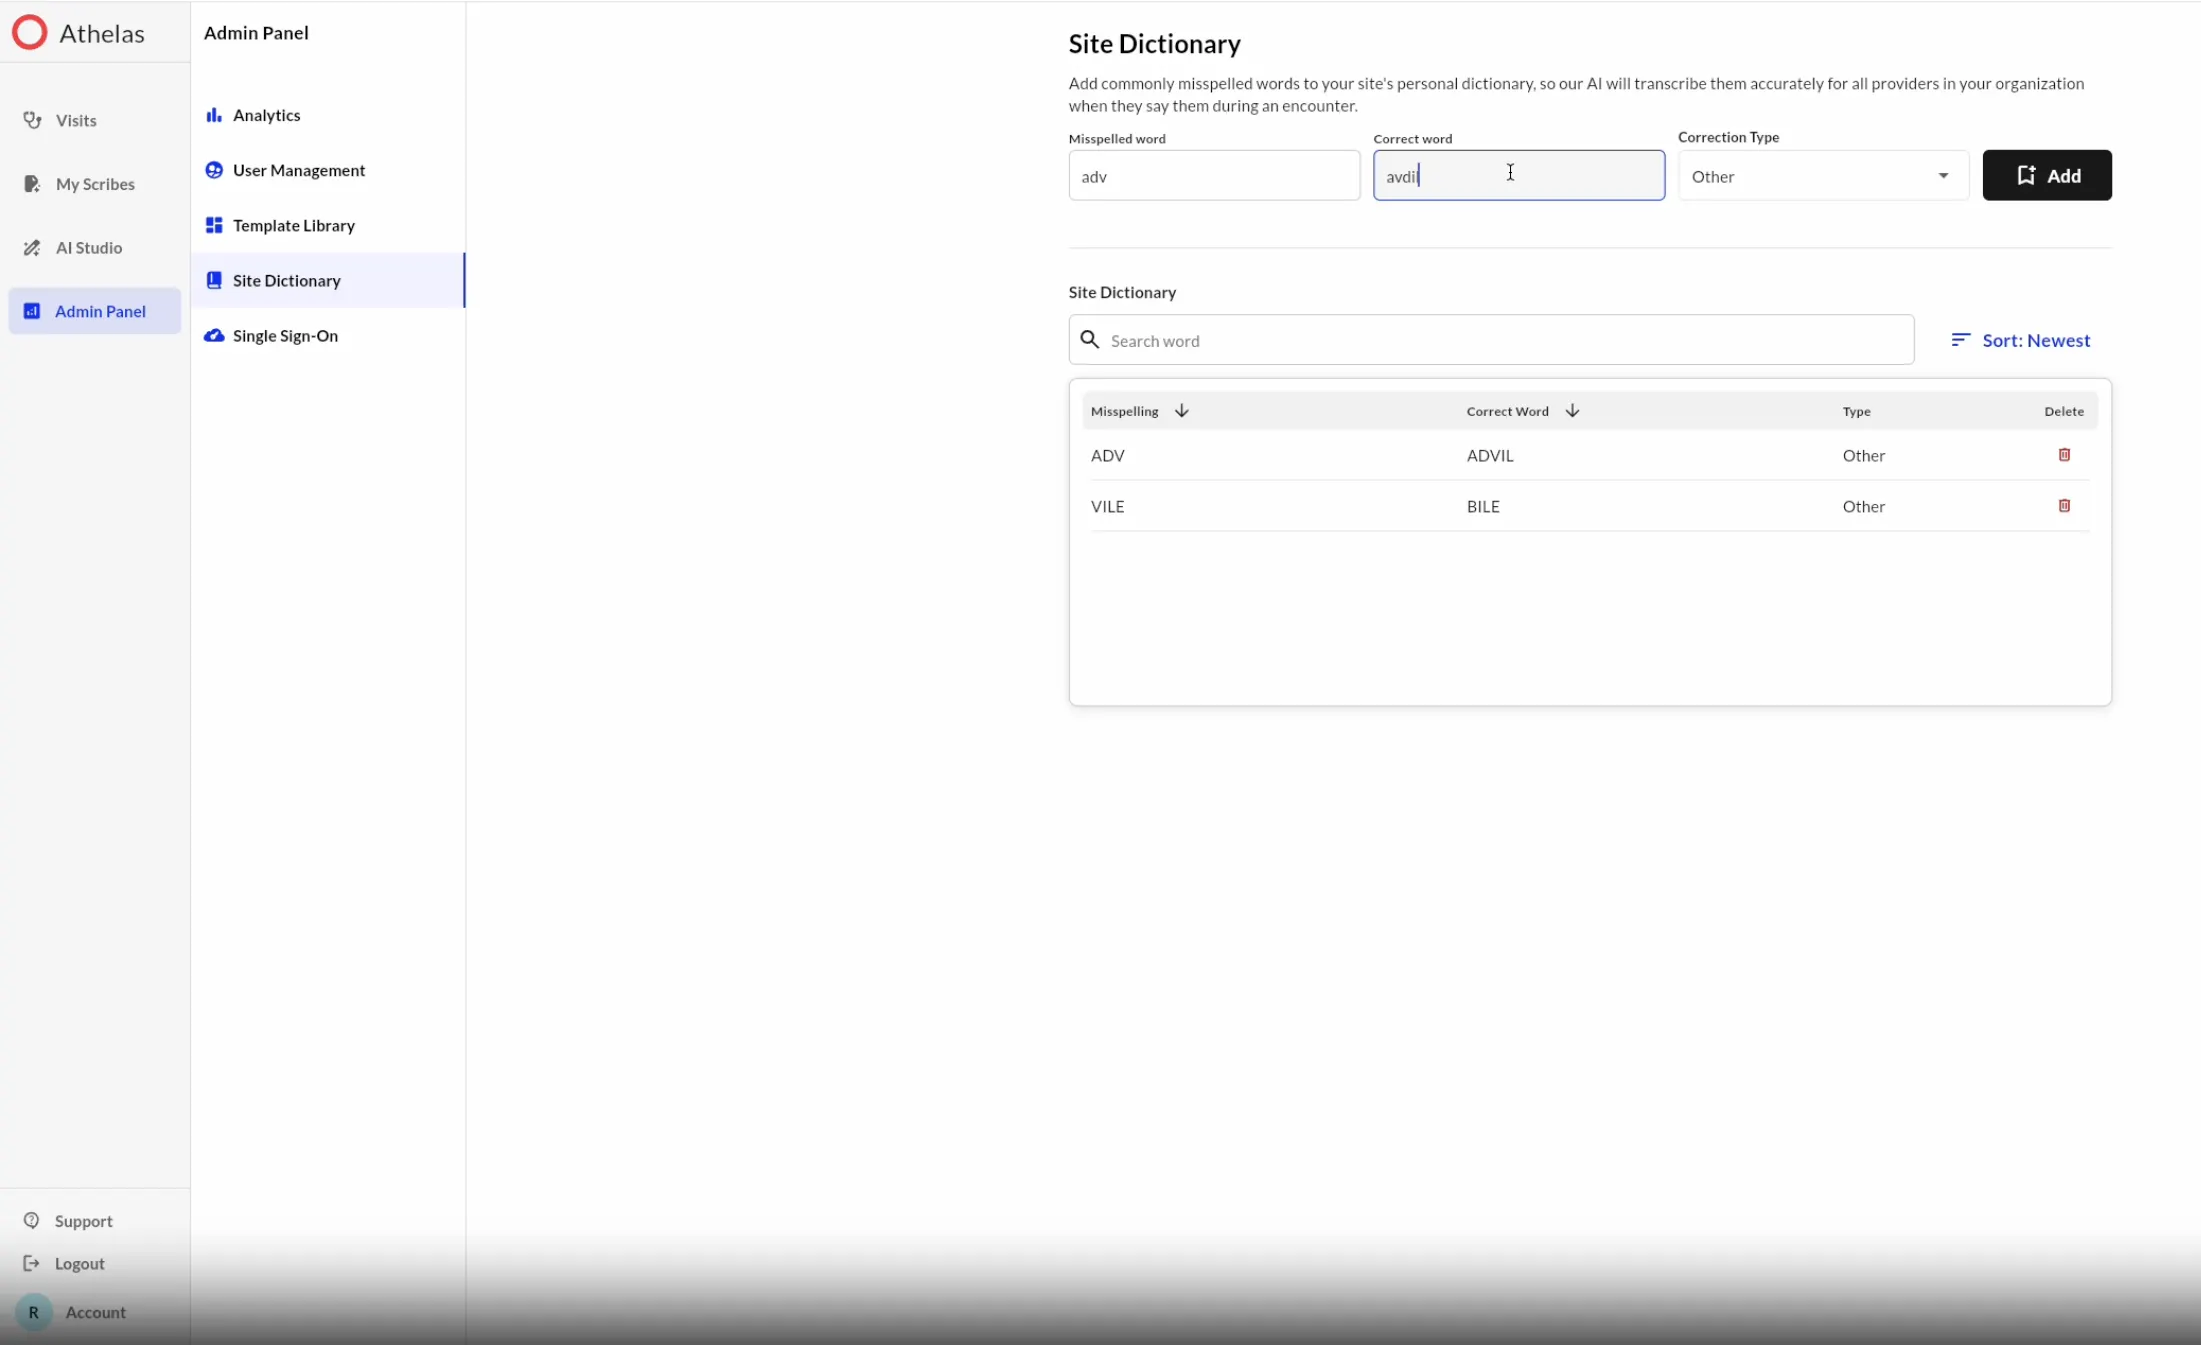 Athelas
Visits
My Scribes
AI Studio
Admin Panel
Support
Logout
R Account
Admin Panel
Analytics
User Management
Template Library
Site Dictionary
Single Sign-On
Site Dictionary
Add commonly misspelled words to your site's personal dictionary, so our AI will transcribe them accurately for all providers in your organization
when they say them during an encounter.
Misspelled word Correct word Correction Type
adv avdil Other Add
Site Dictionary
Search word Sort: Newest
Misspelling Correct Word Type Delete
ADV ADVIL Other
VILE BILE Other